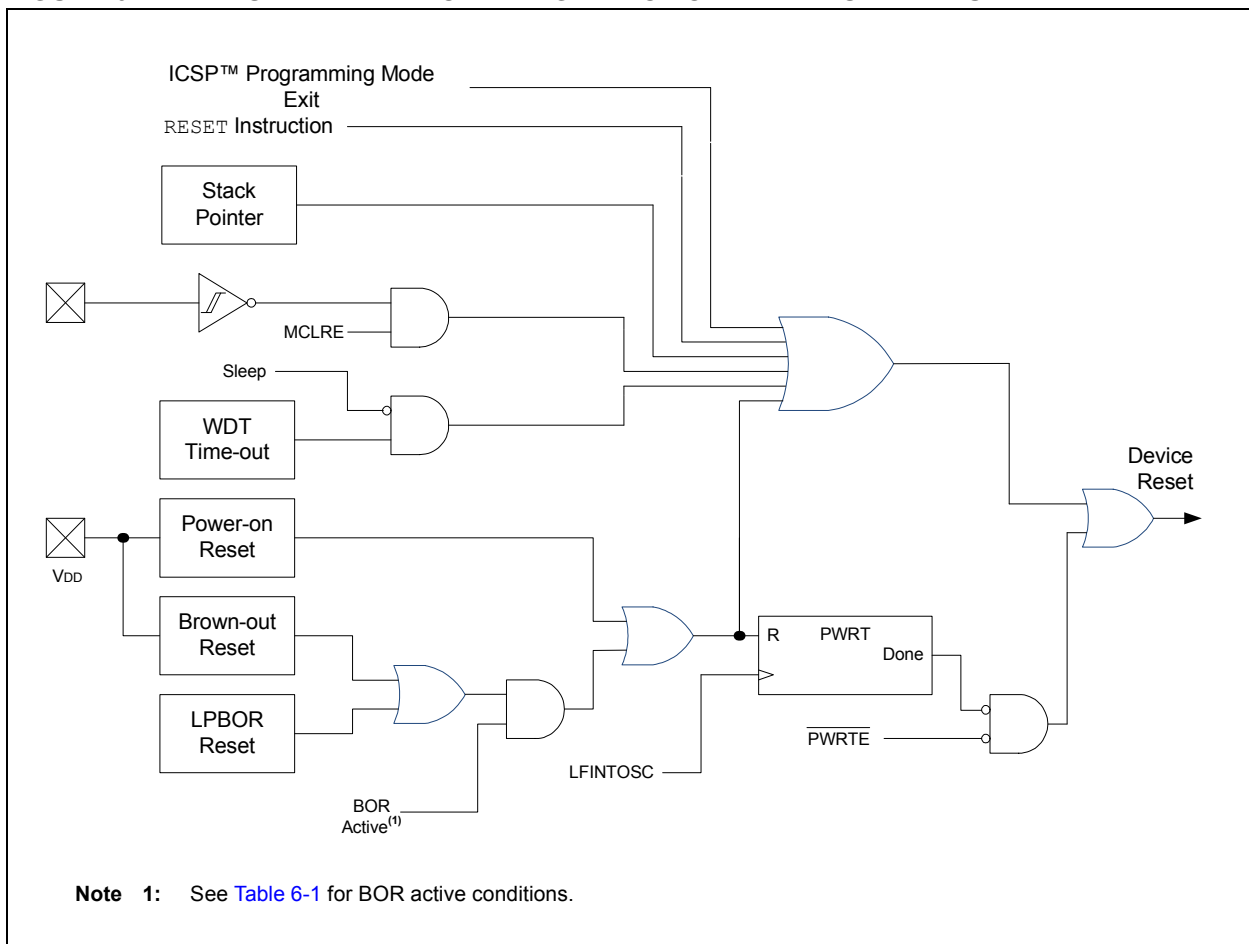 ICSP™ Programming Mode
Exit
RESET Instruction
Stack
Pointer
MCLRE
Sleep
WDT
Time-out
Device
Reset
Power-on
Reset
VDD
Brown-out
Reset
R PWRT
Done
LPBOR
Reset
PWRTE
LFINTOSC
BOR
Active(1)
Note 1: See Table 6-1 for BOR active conditions.